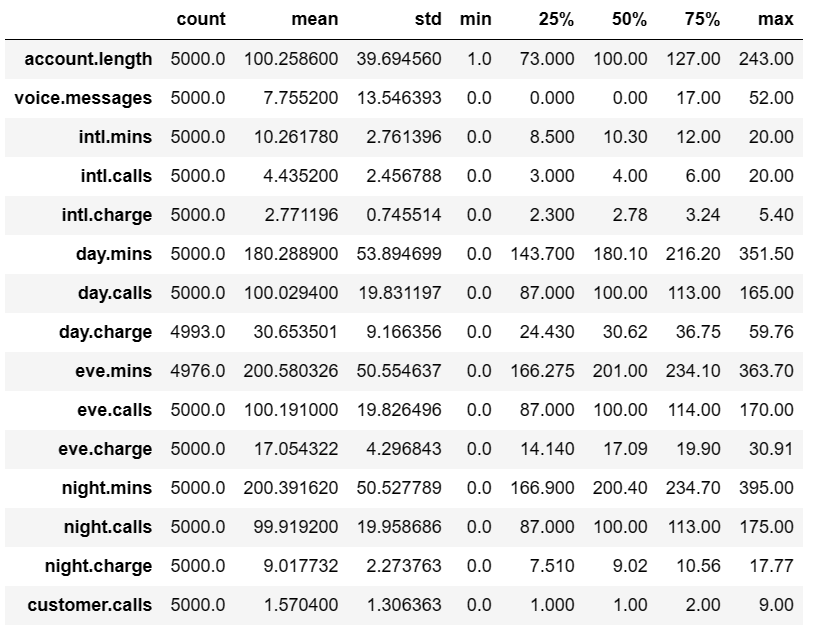 count mean std min 25% 50% 75% max
account.length 5000.0 100.258600 39.694560 1.0 73.000 100.00 127.00 243.00
voice.messages 5000.0 7.755200 13.546393 0.0 0.000 0.00 17.00 52.00
intl.mins 5000.0 10.261780 2.761396 0.0 8.500 10.30 12.00 20.00
intl.calls 5000.0 4.435200 2.456788 0.0 3.000 4.00 6.00 20.00
intl.charge 5000.0 2.771196 0.745514 0.0 2.300 2.78 3.24 5.40
day.mins 5000.0 180.288900 53.894699 0.0 143.700 180.10 216.20 351.50
day.calls 5000.0 100.029400 19.831197 0.0 87.000 100.00 113.00 165.00
day.charge 4993.0 30.653501 9.166356 0.0 24.430 30.62 36.75 59.76
eve.mins 4976.0 200.580326 50.554637 0.0 166.275 201.00 234.10 363.70
eve.calls 5000.0 100.191000 19.826496 0.0 87.000 100.00 114.00 170.00
eve.charge 5000.0 17.054322 4.296843 0.0 14.140 17.09 19.90 30.91
night.mins 5000.0 200.391620 50.527789 0.0 166.900 200.40 234.70 395.00
night.calls 5000.0 99.919200 19.958686 0.0 87.000 100.00 113.00 175.00
night.charge 5000.0 9.017732 2.273763 0.0 7.510 9.02 10.56 17.77
customer.calls 5000.0 1.570400 1.306363 0.0 1.000 1.00 2.00 9.00